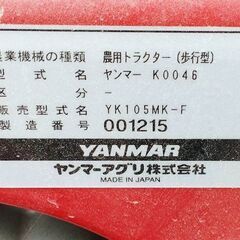 農業機械の種類 農用トラクター(歩行型)
型式名 ヤンマー K0046
区分 -
販売型式名 YK105MK-F
製造番号 001215
YANMAR
ヤンマーアグリ株式会社
MADE IN JAPAN